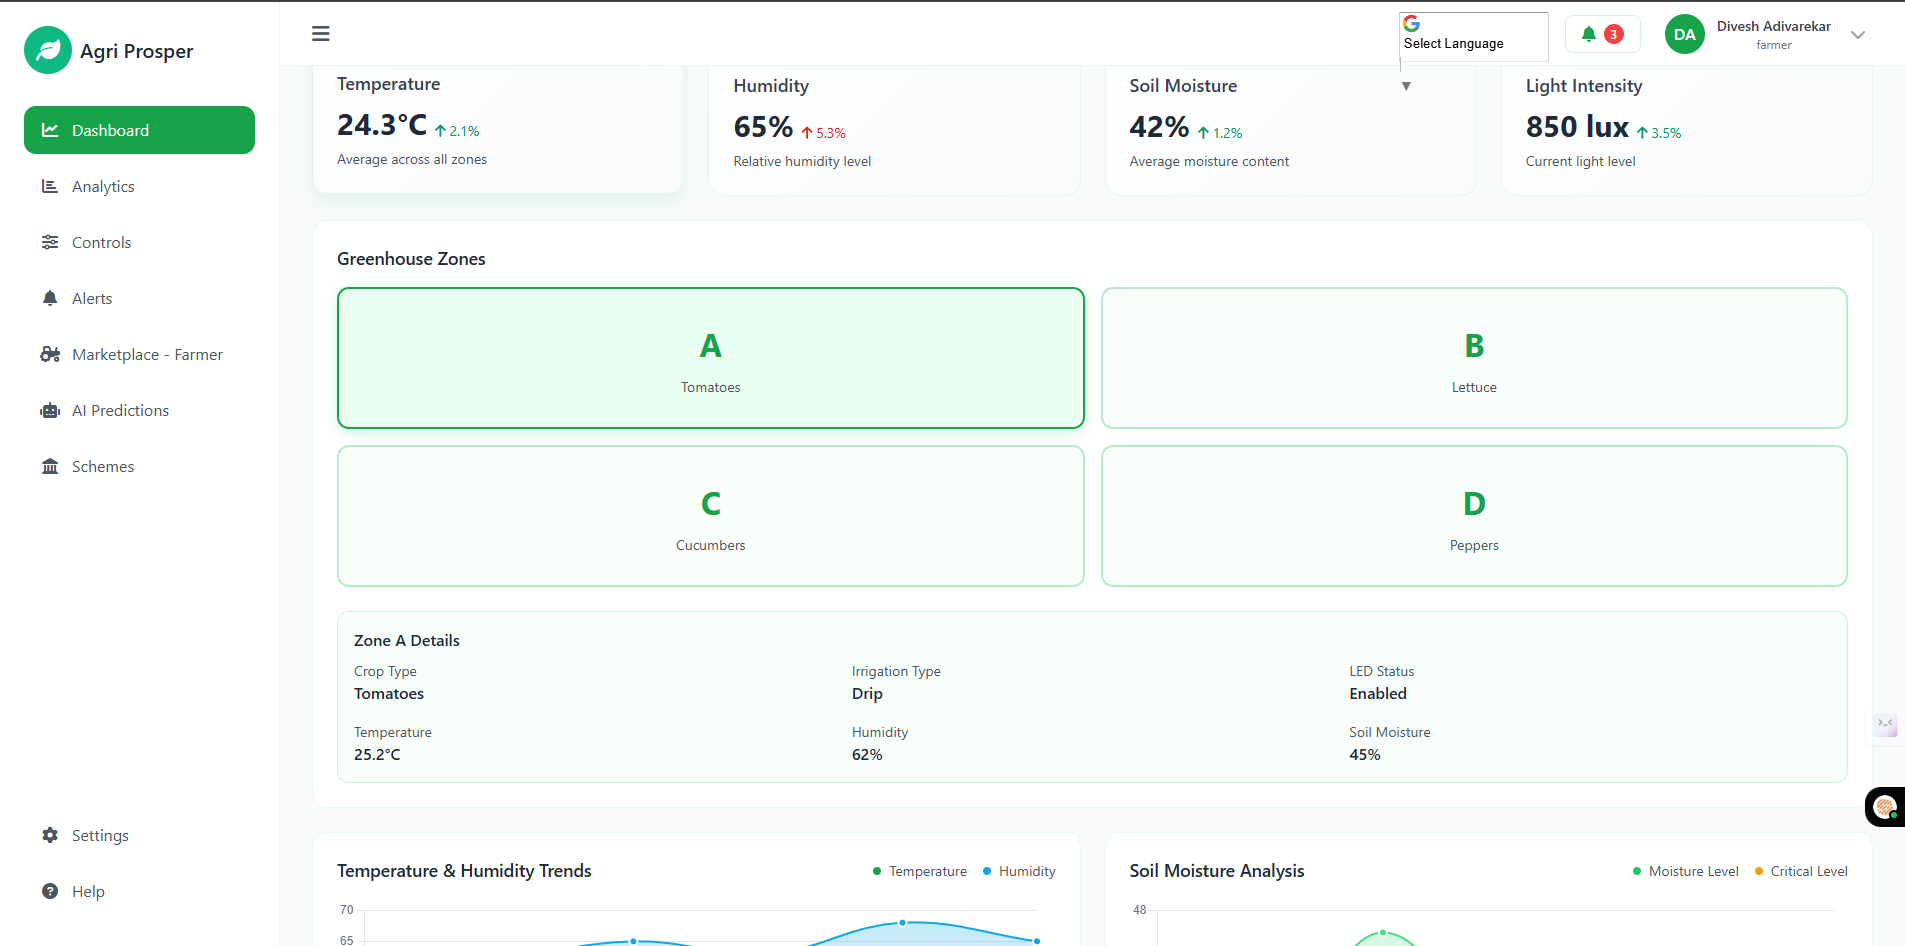 Agri Prosper
Dashboard
Analytics
Controls
Alerts
Marketplace - Farmer
AI Predictions
Schemes
Settings
Help
Select Language
▼
3
DA
Divesh Adivarekar
farmer
Temperature
24.3°C ↑ 2.1%
Average across all zones
Humidity
65% ↑ 5.3%
Relative humidity level
Soil Moisture
42% ↑ 1.2%
Average moisture content
Light Intensity
850 lux ↑ 3.5%
Current light level
Greenhouse Zones
A
Tomatoes
B
Lettuce
C
Cucumbers
D
Peppers
Zone A Details
Crop Type
Tomatoes
Irrigation Type
Drip
LED Status
Enabled
Temperature
25.2°C
Humidity
62%
Soil Moisture
45%
Temperature & Humidity Trends
Temperature
Humidity
70
65
Soil Moisture Analysis
Moisture Level
Critical Level
48